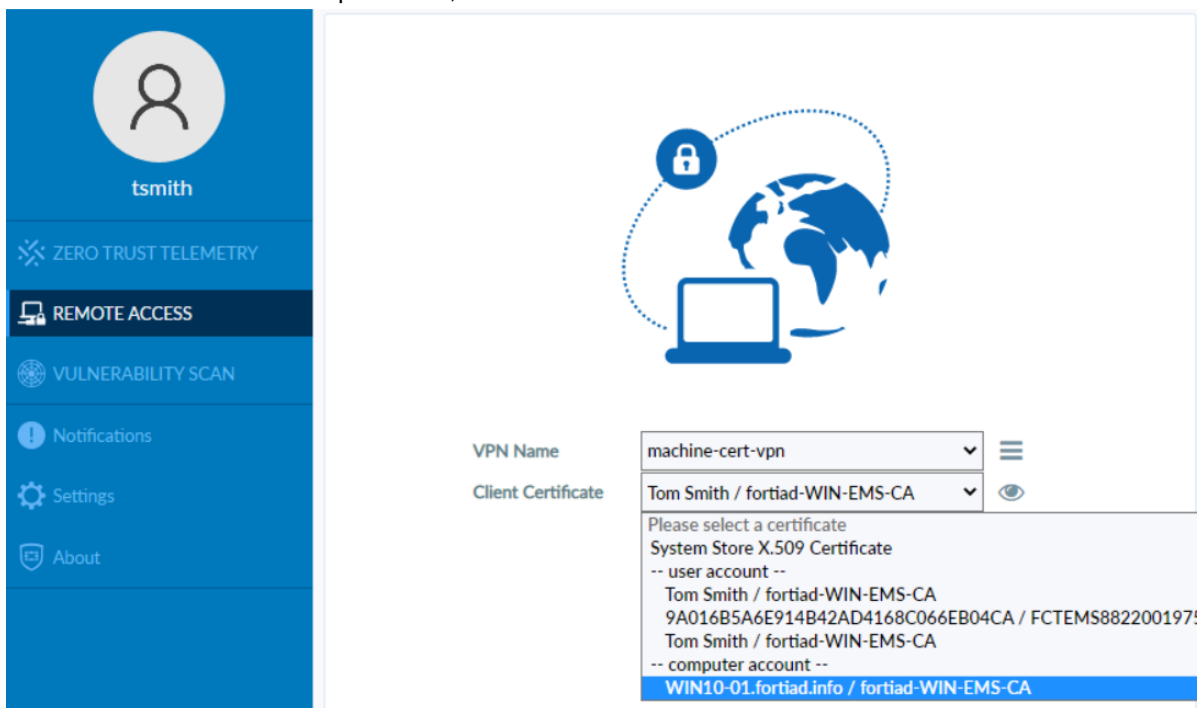 tsmith
ZERO TRUST TELEMETRY
REMOTE ACCESS
VULNERABILITY SCAN
Notifications
Settings
About
VPN Name machine-cert-vpn
Client Certificate Tom Smith / fortiad-WIN-EMS-CA
Please select a certificate
System Store X.509 Certificate
-- user account --
Tom Smith / fortiad-WIN-EMS-CA
9A016B5A6E914B42AD4168C066EB04CA / FCTEMS8822001975
Tom Smith / fortiad-WIN-EMS-CA
-- computer account --
WIN10-01.fortiad.info / fortiad-WIN-EMS-CA